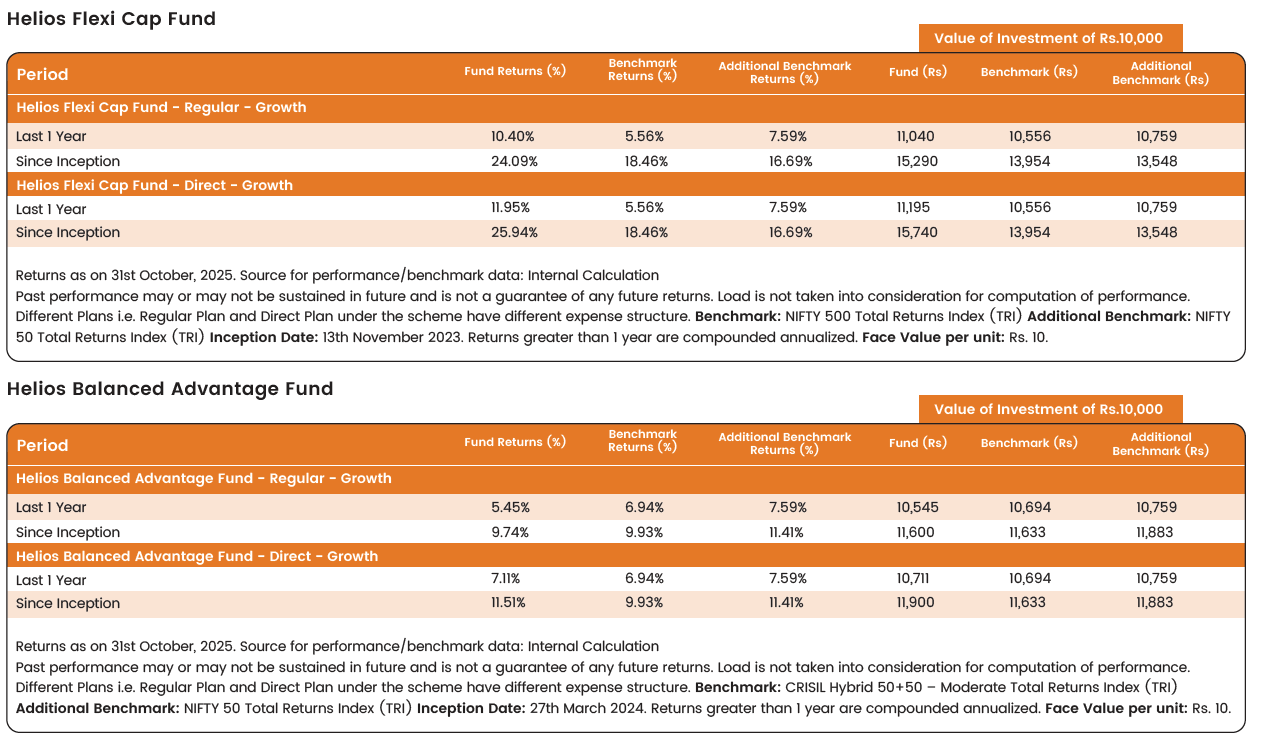 Helios Flexi Cap Fund
Value of Investment of Rs.10,000
Period Fund Returns (%) Benchmark Returns (%) Additional Benchmark Returns (%) Fund (Rs) Benchmark (Rs) Additional Benchmark (Rs)
Helios Flexi Cap Fund - Regular - Growth
Last 1 Year 10.40% 5.56% 7.59% 11,040 10,556 10,759
Since Inception 24.09% 18.46% 16.69% 15,290 13,954 13,548
Helios Flexi Cap Fund - Direct - Growth
Last 1 Year 11.95% 5.56% 7.59% 11,195 10,556 10,759
Since Inception 25.94% 18.46% 16.69% 15,740 13,954 13,548
Returns as on 31st October, 2025. Source for performance/benchmark data: Internal Calculation
Past performance may or may not be sustained in future and is not a guarantee of any future returns. Load is not taken into consideration for computation of performance.
Different Plans i.e. Regular Plan and Direct Plan under the scheme have different expense structure. Benchmark: NIFTY 500 Total Returns Index (TRI) Additional Benchmark: NIFTY
50 Total Returns Index (TRI) Inception Date: 13th November 2023. Returns greater than 1 year are compounded annualized. Face Value per unit: Rs. 10.
Helios Balanced Advantage Fund
Value of Investment of Rs.10,000
Period Fund Returns (%) Benchmark Returns (%) Additional Benchmark Returns (%) Fund (Rs) Benchmark (Rs) Additional Benchmark (Rs)
Helios Balanced Advantage Fund - Regular - Growth
Last 1 Year 5.45% 6.94% 7.59% 10,545 10,694 10,759
Since Inception 9.74% 9.93% 11.41% 11,600 11,633 11,883
Helios Balanced Advantage Fund - Direct - Growth
Last 1 Year 7.11% 6.94% 7.59% 10,711 10,694 10,759
Since Inception 11.51% 9.93% 11.41% 11,900 11,633 11,883
Returns as on 31st October, 2025. Source for performance/benchmark data: Internal Calculation
Past performance may or may not be sustained in future and is not a guarantee of any future returns. Load is not taken into consideration for computation of performance.
Different Plans i.e. Regular Plan and Direct Plan under the scheme have different expense structure. Benchmark: CRISIL Hybrid 50+50 – Moderate Total Returns Index (TRI)
Additional Benchmark: NIFTY 50 Total Returns Index (TRI) Inception Date: 27th March 2024. Returns greater than 1 year are compounded annualized. Face Value per unit: Rs. 10.